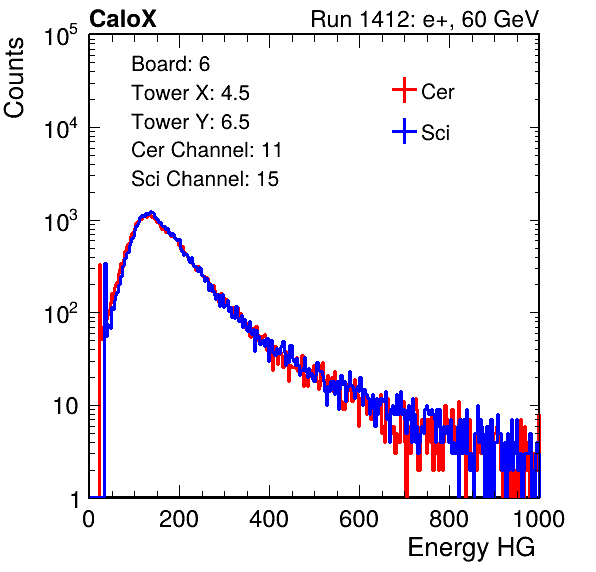 CaloX Run 1412: e+, 60 GeV
Counts
Board: 6
Tower X: 4.5
Tower Y: 6.5
Cer Channel: 11
Sci Channel: 15
Cer
Sci
10^5
10^4
10^3
10^2
10
1
0 200 400 600 800 1000
Energy HG